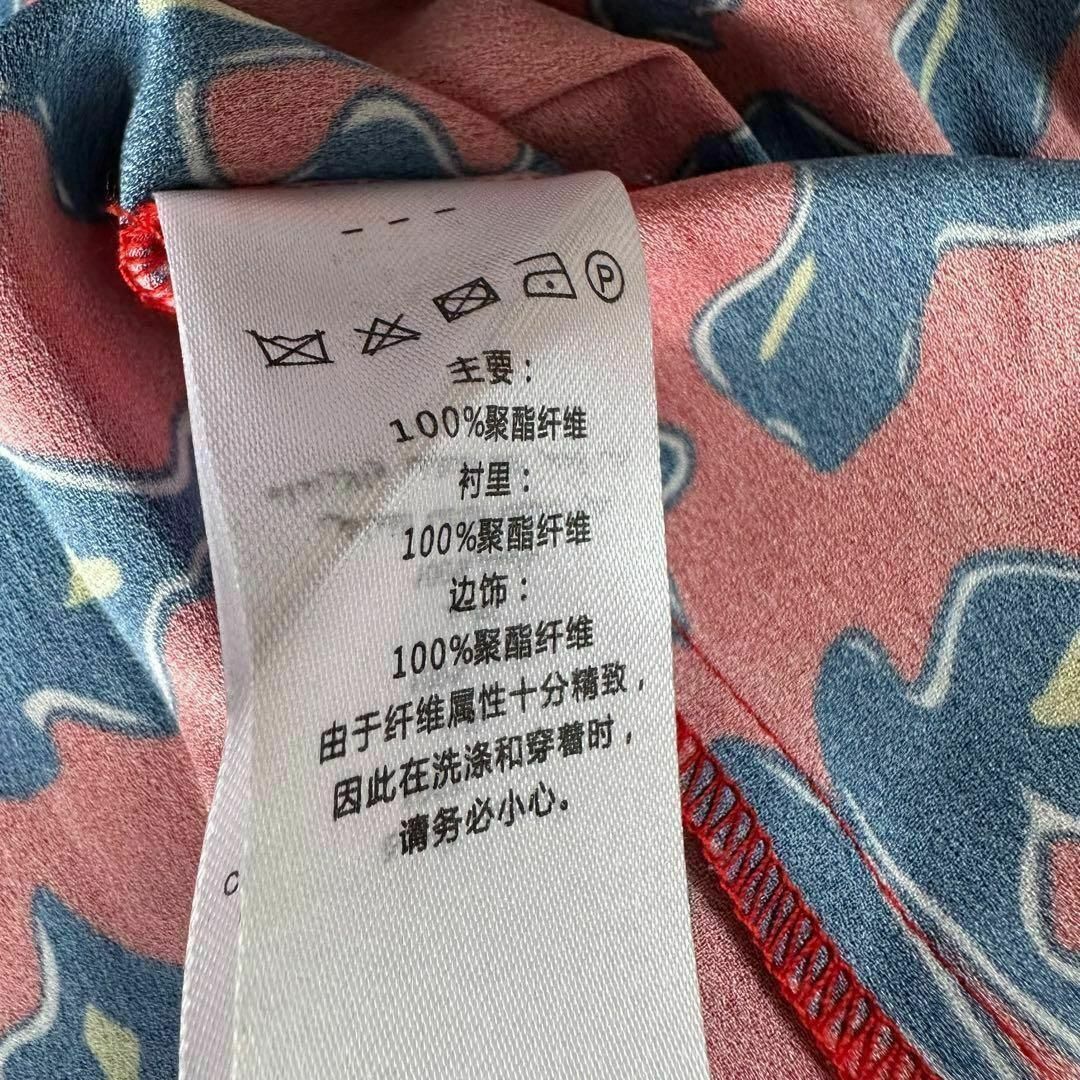 - - -
P
主要：
100%聚酯纤维
衬里：
100%聚酯纤维
边饰：
100%聚酯纤维
由于纤维属性十分精致，
因此在洗涤和穿着时，
请务必小心。
C